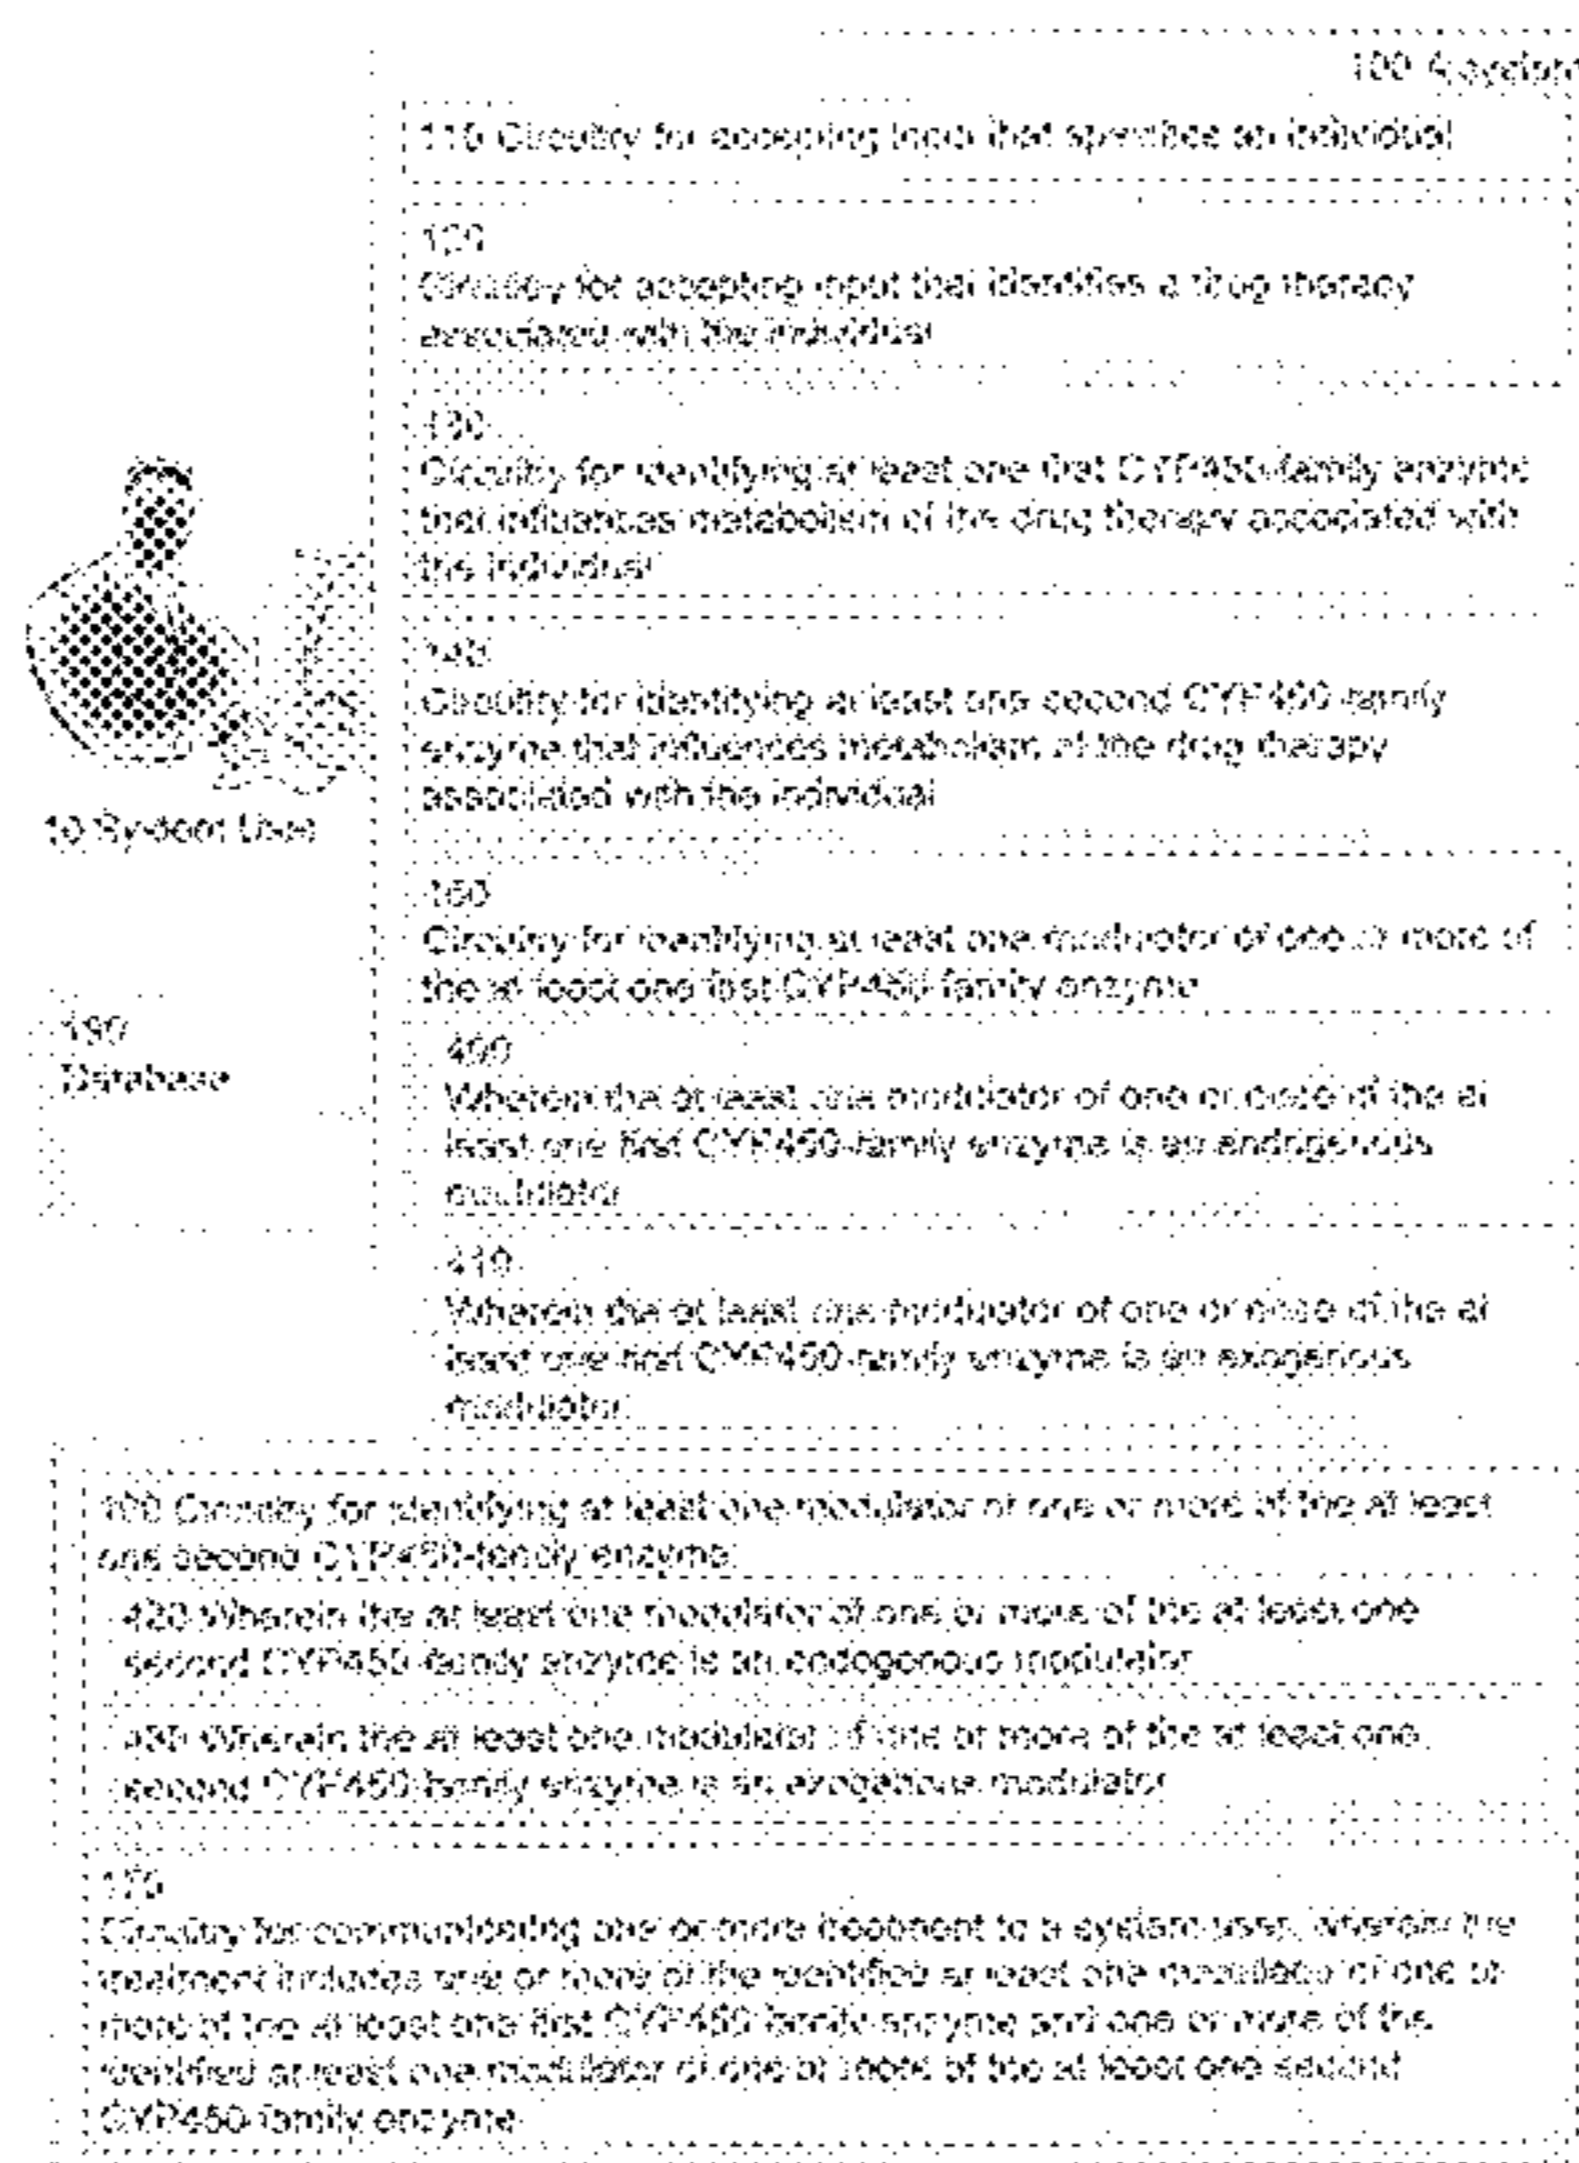 100 A system
110 Circuitry for accepting input that specifies an individual
120
Circuitry for accepting input that identifies a drug therapy
associated with the individual
130
Circuitry for identifying at least one first CYP450-family enzyme
that influences metabolism of the drug therapy associated with
the individual
140
Circuitry for identifying at least one second CYP450-family
enzyme that influences metabolism of the drug therapy
associated with the individual
10 System User
150
Circuitry for identifying at least one modulator of one or more of
the at least one first CYP450-family enzyme
190
Database
400
Wherein the at least one modulator of one or more of the at
least one first CYP450-family enzyme is an endogenous
modulator
410
Wherein the at least one modulator of one or more of the at
least one first CYP450-family enzyme is an exogenous
modulator
160 Circuitry for identifying at least one modulator of one or more of the at least
one second CYP450-family enzyme
420 Wherein the at least one modulator of one or more of the at least one
second CYP450-family enzyme is an endogenous modulator
430 Wherein the at least one modulator of one or more of the at least one
second CYP450-family enzyme is an exogenous modulator
170
Circuitry for communicating one or more treatment to a system user, wherein the
treatment includes one or more of the identified at least one modulator of one or
more of the at least one first CYP450-family enzyme and one or more of the
identified at least one modulator of one or more of the at least one second
CYP450-family enzyme